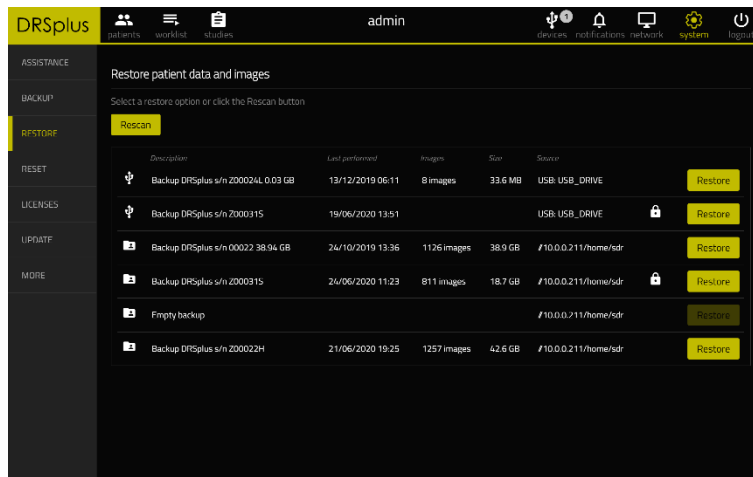 DRSplus
patients worklist studies admin devices 1 notifications network system logout
ASSISTANCE
BACKUP
RESTORE
RESET
LICENSES
UPDATE
MORE
Restore patient data and images
Select a restore option or click the Rescan button
Rescan
Description Last performed Images Size Source
Backup DRSplus s/n Z00024L 0.03 GB 13/12/2019 06:11 8 images 33.6 MB USB: USB_DRIVE Restore
Backup DRSplus s/n Z00031S 19/06/2020 13:51 USB: USB_DRIVE Restore
Backup DRSplus s/n 00022 38.94 GB 24/10/2019 13:36 1126 images 38.9 GB //10.0.0.211/home/sdr Restore
Backup DRSplus s/n Z00031S 24/06/2020 11:23 811 images 18.7 GB //10.0.0.211/home/sdr Restore
Empty backup //10.0.0.211/home/sdr Restore
Backup DRSplus s/n Z00022H 21/06/2020 19:25 1257 images 42.6 GB //10.0.0.211/home/sdr Restore